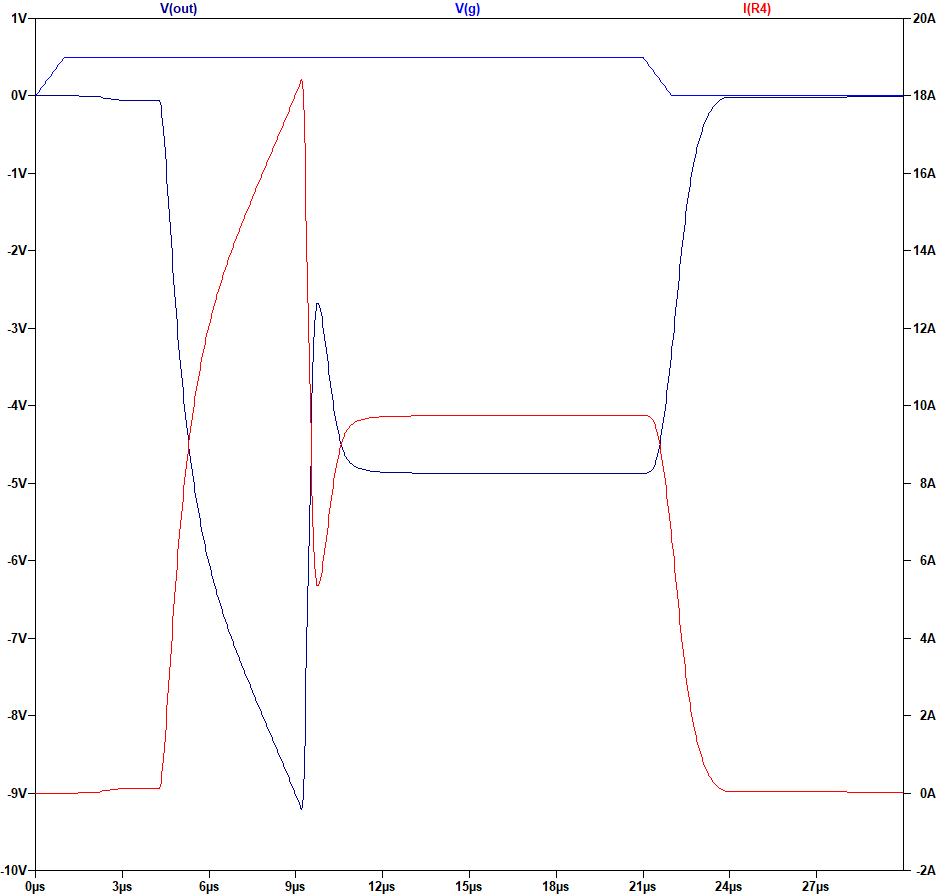 V(out) V(g) I(R4)
1V 20A
0V 18A
-1V 16A
-2V 14A
-3V 12A
-4V 10A
-5V 8A
-6V 6A
-7V 4A
-8V 2A
-9V 0A
-10V -2A
0µs 3µs 6µs 9µs 12µs 15µs 18µs 21µs 24µs 27µs